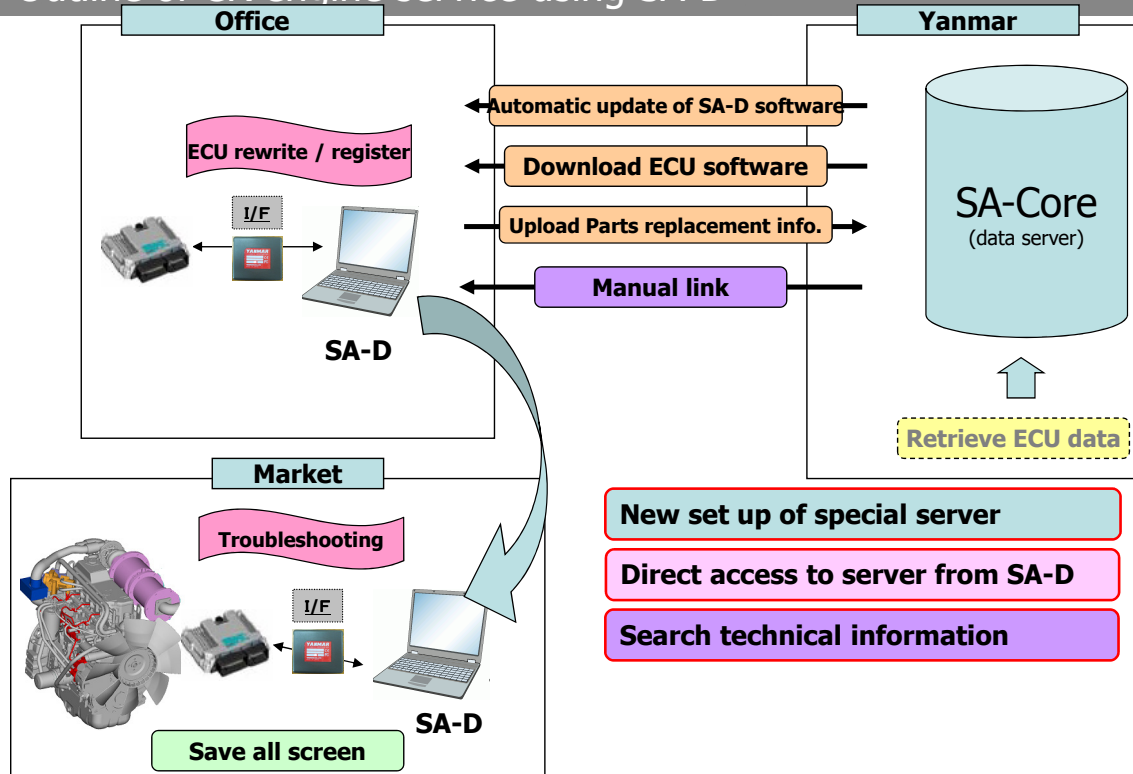 Office
Yanmar
Automatic update of SA-D software
ECU rewrite / register
Download ECU software
I/F
YANMAR
Upload Parts replacement info.
SA-Core
(data server)
Manual link
SA-D
Retrieve ECU data
Market
New set up of special server
Troubleshooting
Direct access to server from SA-D
I/F
YANMAR
Search technical information
SA-D
Save all screen